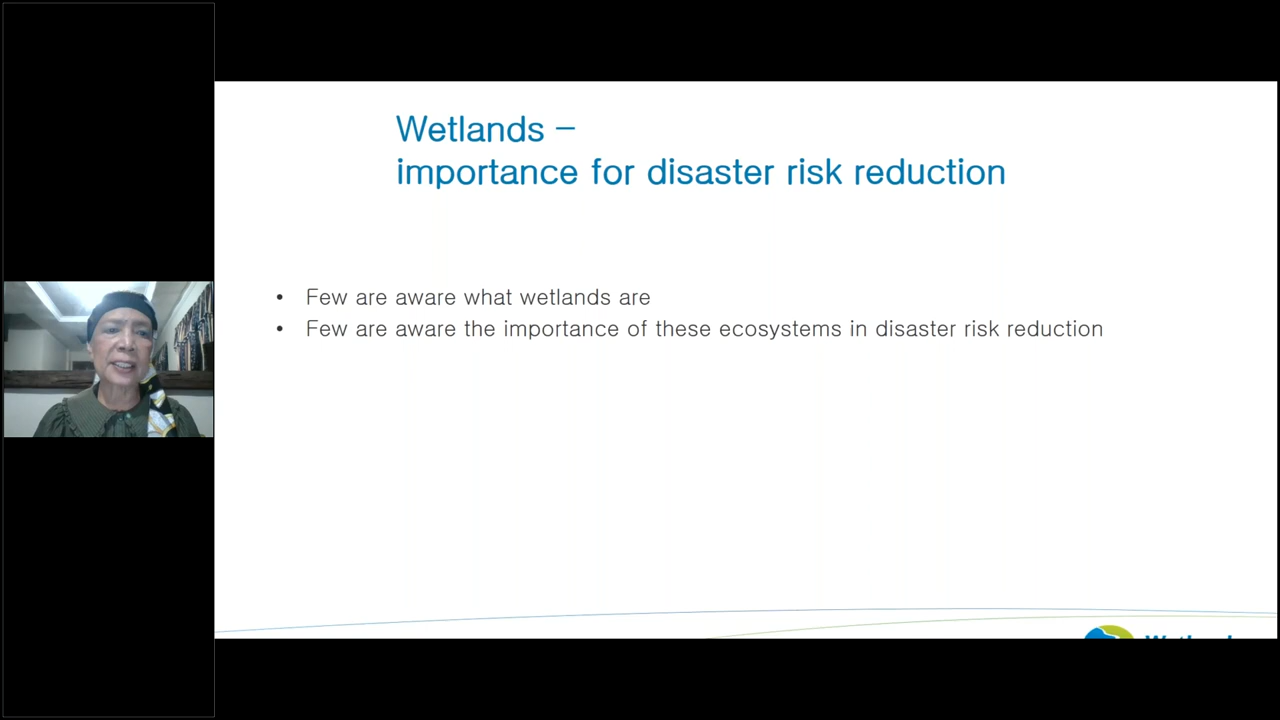 Wetlands –
importance for disaster risk reduction
• Few are aware what wetlands are
• Few are aware the importance of these ecosystems in disaster risk reduction